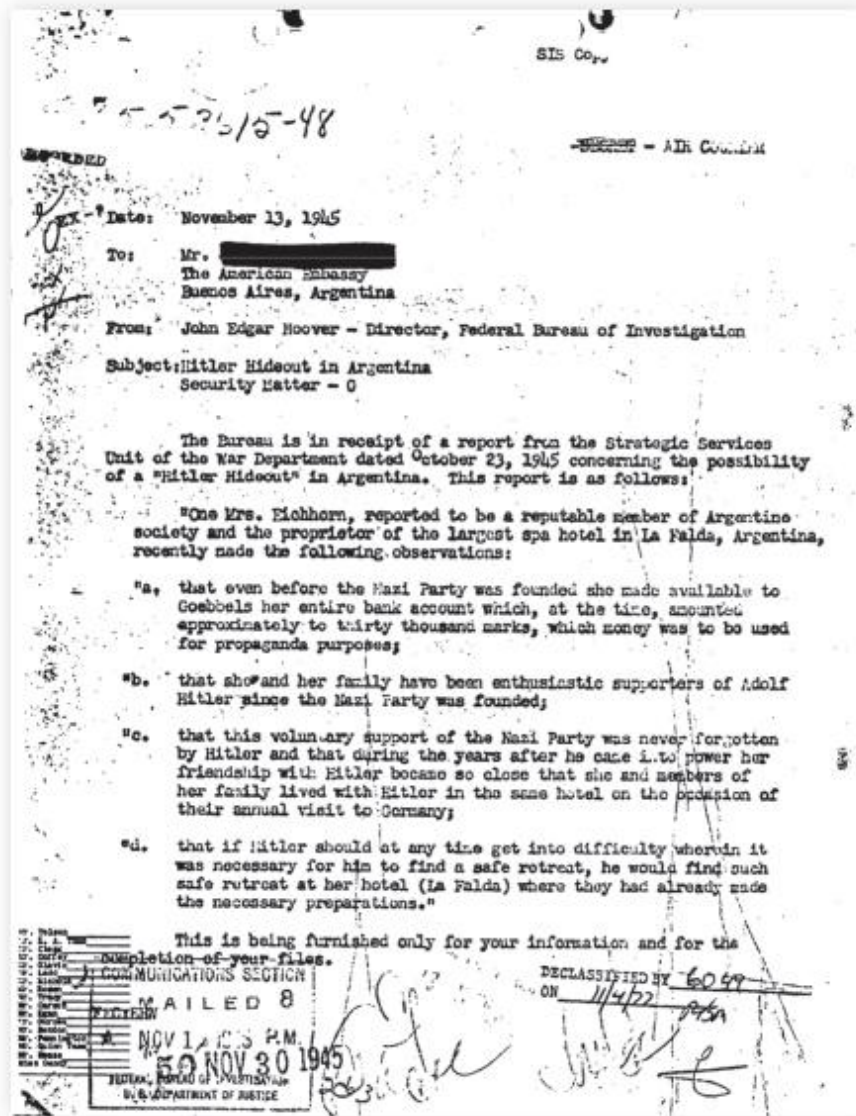 SIS
5-48
- AIR COURIER
Date: November 13, 1945
To: Mr.
The American Embassy
Buenos Aires, Argentina
From: John Edgar Hoover - Director, Federal Bureau of Investigation
Subject: Hitler Hideout in Argentina
Security Matter - G
The Bureau is in receipt of a report from the Strategic Services
Unit of the War Department dated October 23, 1945 concerning the possibility
of a "Hitler Hideout" in Argentina. This report is as follows:
"One Mrs. Eichhorn, reported to be a reputable member of Argentine
society and the proprietor of the largest spa hotel in La Falda, Argentina,
recently made the following observations:
"a. that even before the Nazi Party was founded she made available to
Goebbels her entire bank account which, at the time, amounted
approximately to thirty thousand marks, which money was to be used
for propaganda purposes;
"b. that she and her family have been enthusiastic supporters of Adolf
Hitler since the Nazi Party was founded;
"c. that this voluntary support of the Nazi Party was never forgotten
by Hitler and that during the years after he came into power her
friendship with Hitler became so close that she and members of
her family lived with Hitler in the same hotel on the occasion of
their annual visit to Germany;
"d. that if Hitler should at any time get into difficulty wherein it
was necessary for him to find a safe retreat, he would find such
safe retreat at her hotel (La Falda) where they had already made
the necessary preparations."
This is being furnished only for your information and for the
completion of your files.
COMMUNICATIONS SECTION
MAILED 8
P.M.
50 NOV 30 1945
FEDERAL BUREAU OF INVESTIGATION
U. S. DEPARTMENT OF JUSTICE
DECLASSIFIED BY
ON 11/4/77